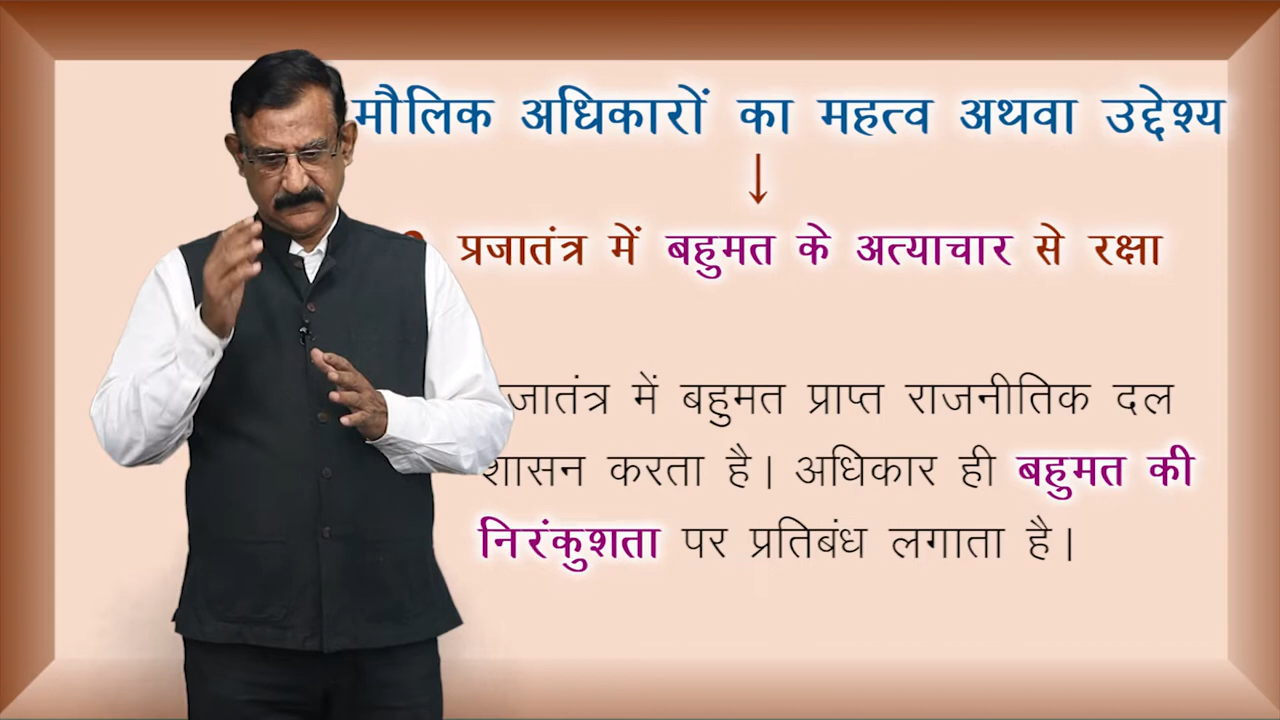 मौलिक अधिकारों का महत्व अथवा उद्देश्य
↓
प्रजातंत्र में बहुमत के अत्याचार से रक्षा
में बहुमत प्राप्त राजनीतिक दल
शासन करता है। अधिकार ही बहुमत की
निरंकुशता पर प्रतिबंध लगाता है।